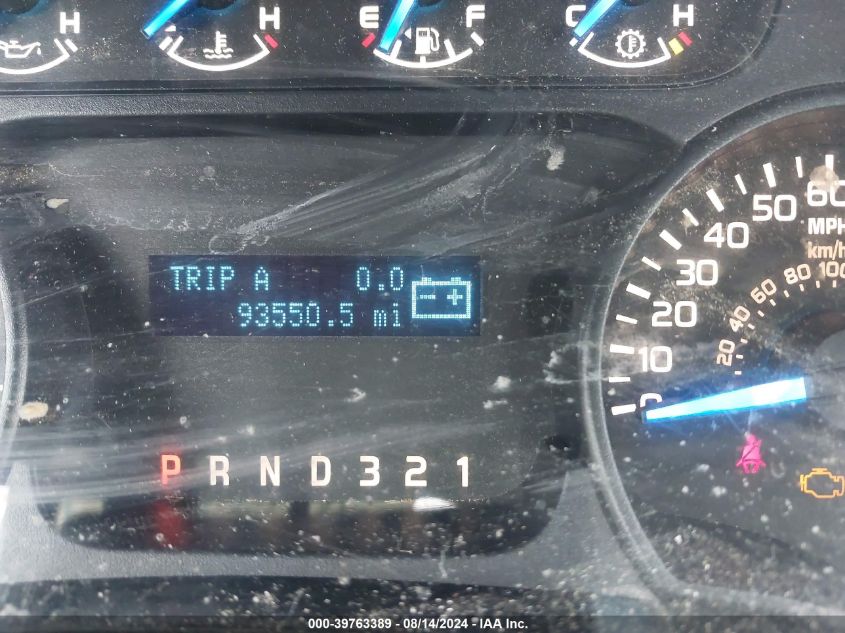 H H E F C H
TRIP A 0.0
93550.5 mi
P R N D 3 2 1
0 10 20 30 40 50 60
MPH
km/h
20 40 60 80 100
000-39763389 - 08/14/2024 - IAA Inc.